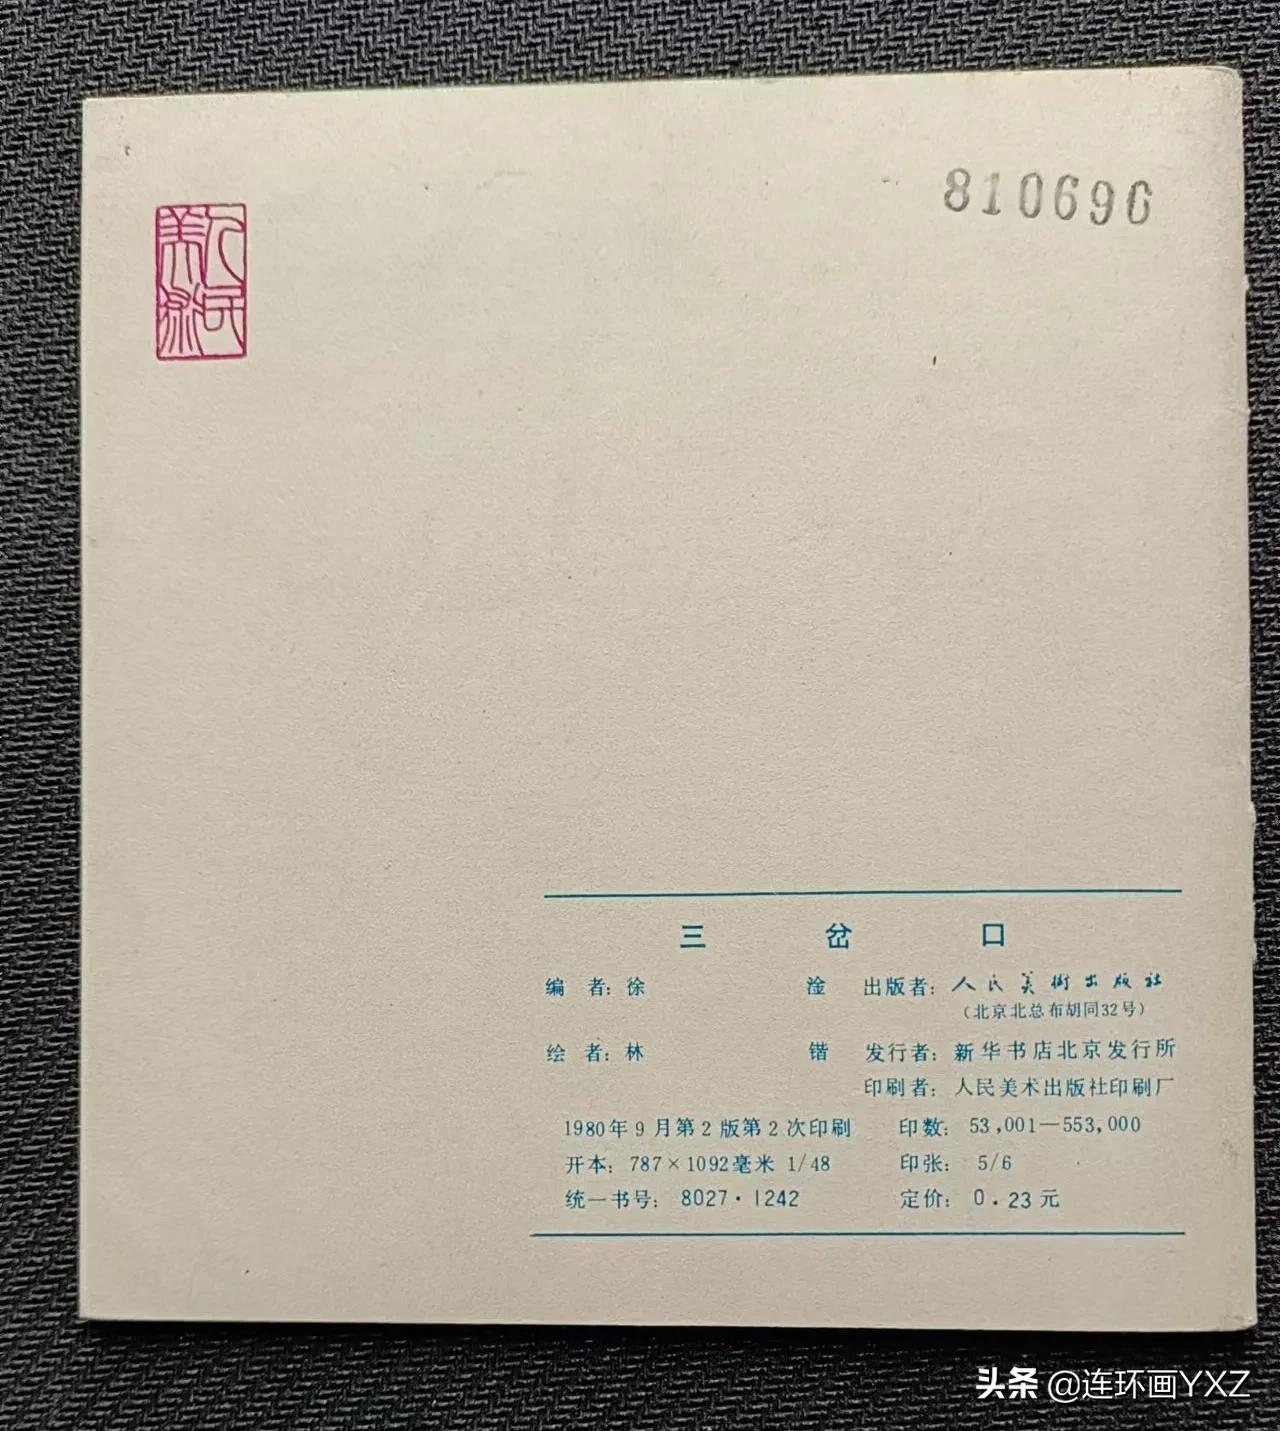 人民美术
810696
三岔口
编 者：徐 淦 出版者：人民美術出版社
（北京北总布胡同32号）
绘 者：林 锴 发行者：新华书店北京发行所
印刷者：人民美术出版社印刷厂
1980年9月第2版第2次印刷 印数：53,001—553,000
开本：787×1092毫米 1/48 印张：5/6
统一书号：8027·1242 定价：0.23元
头条 @连环画YXZ